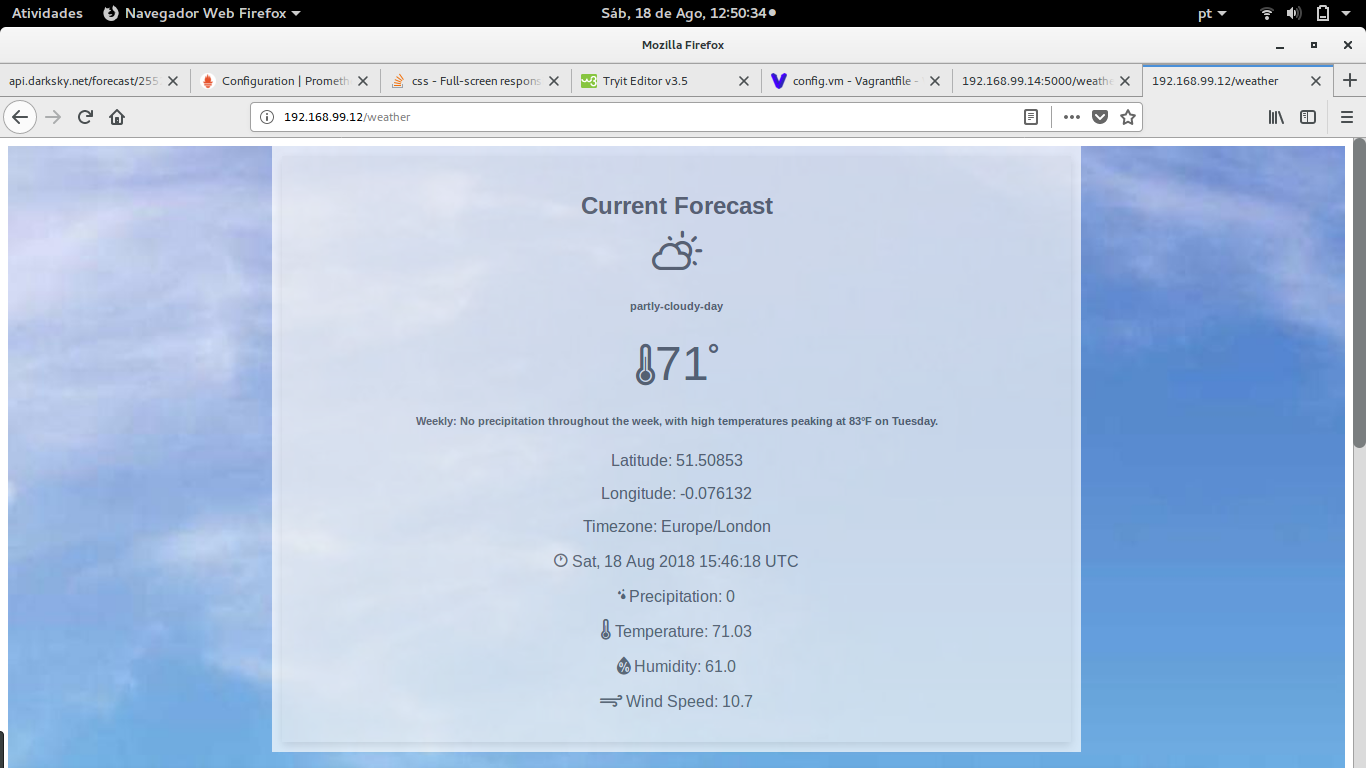 Atividades Navegador Web Firefox Sáb, 18 de Ago, 12:50:34 pt
Mozilla Firefox
api.darksky.net/forecast/255 Configuration | Prometh css - Full-screen respons Tryit Editor v3.5 config.vm - Vagrantfile - 192.168.99.14:5000/weathe 192.168.99.12/weather
192.168.99.12/weather
Current Forecast
partly-cloudy-day
71°
Weekly: No precipitation throughout the week, with high temperatures peaking at 83°F on Tuesday.
Latitude: 51.50853
Longitude: -0.076132
Timezone: Europe/London
Sat, 18 Aug 2018 15:46:18 UTC
Precipitation: 0
Temperature: 71.03
Humidity: 61.0
Wind Speed: 10.7